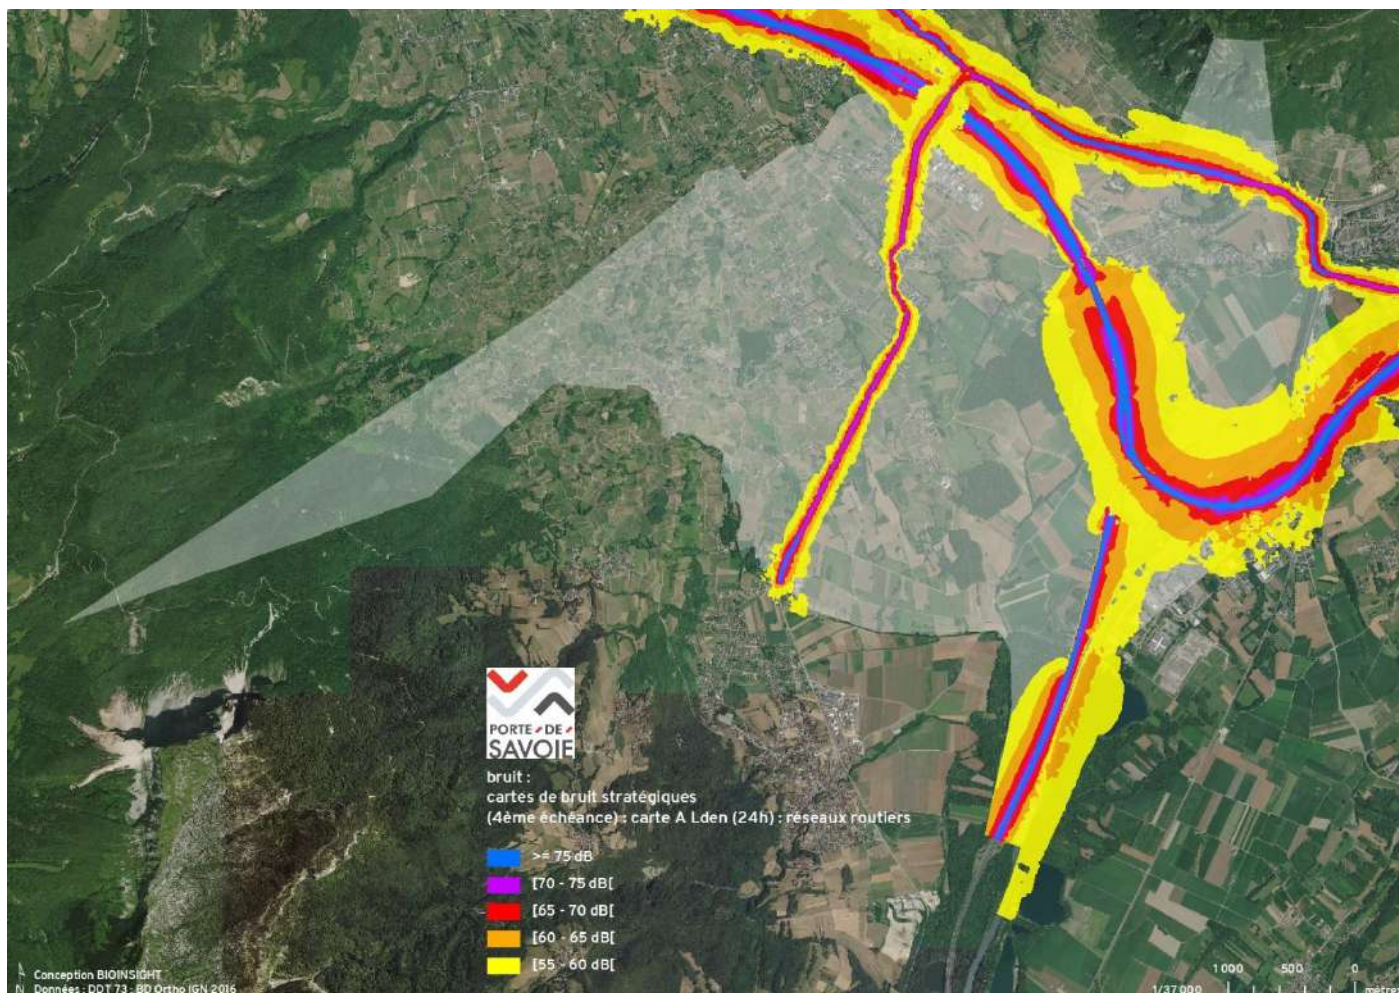 PORTE-DE-
SAVOIE
bruit :
cartes de bruit stratégiques
(4ème échéance) : carte A Lden (24h) : réseaux routiers
>= 75 dB
[70 - 75 dB[
[65 - 70 dB[
[60 - 65 dB[
[55 - 60 dB[
Conception BIOINSIGHT
N Données : DDT 73 ; BD Ortho IGN 2016
1 000 500 0
1/37 000 mètres